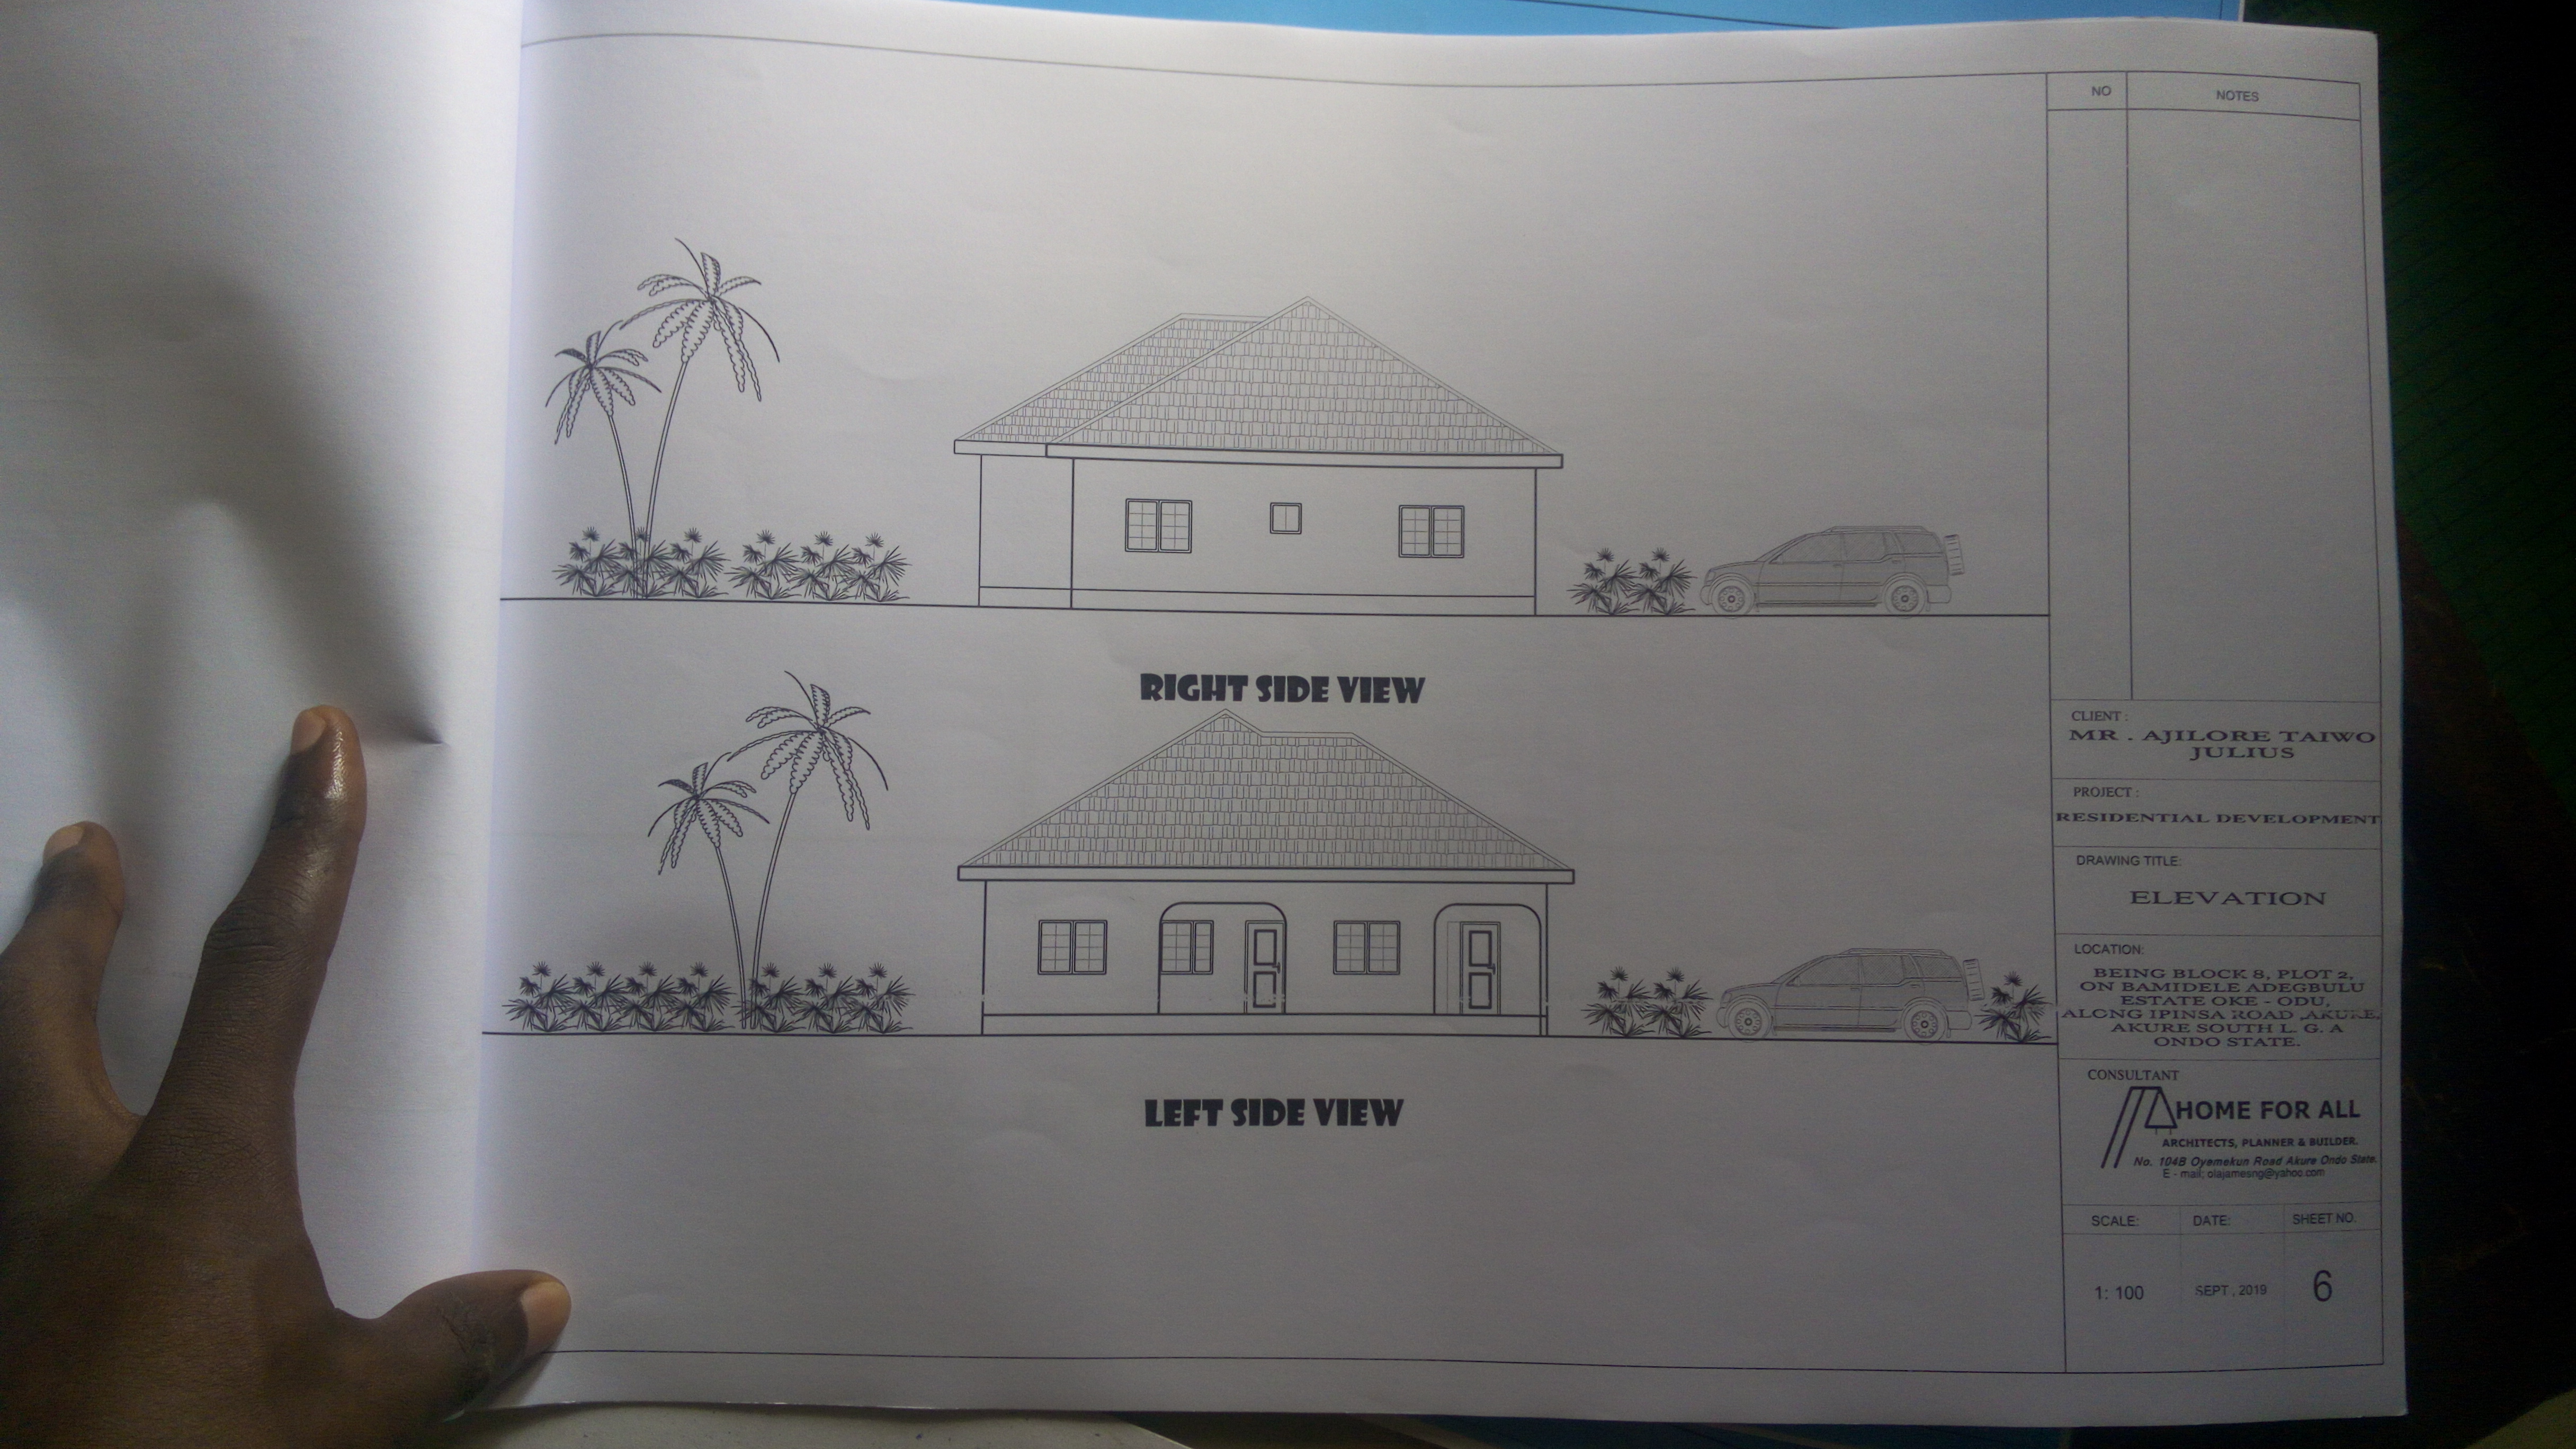 NO NOTES
RIGHT SIDE VIEW
LEFT SIDE VIEW
CLIENT :
MR . AJILORE TAIWO
JULIUS
PROJECT :
RESIDENTIAL DEVELOPMENT
DRAWING TITLE:
ELEVATION
LOCATION:
BEING BLOCK 8, PLOT 2,
ON BAMIDELE ADEGBULU
ESTATE OKE - ODU,
ALONG IPINSA ROAD ,AKURE,
AKURE SOUTH L. G. A
ONDO STATE.
CONSULTANT
HOME FOR ALL
ARCHITECTS, PLANNER & BUILDER.
No. 104B Oyemekun Road Akure Ondo State.
E - mail; olajamesng@yahoo.com
SCALE: DATE: SHEET NO.
1: 100 SEPT , 2019 6